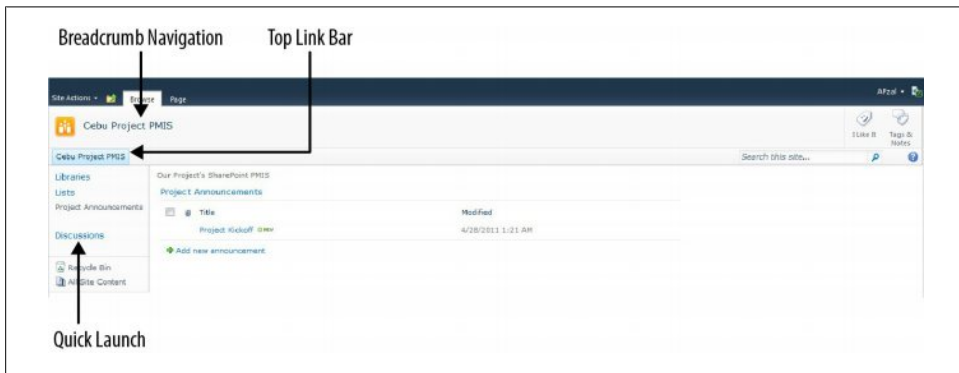 Breadcrumb Navigation Top Link Bar
Site Actions Browse Page Afzal
Cebu Project PMIS
I Like It Tags & Notes
Cebu Project PMIS Search this site...
Libraries Our Project's SharePoint PMIS
Lists Project Announcements
Project Announcements Title Modified
Project Kickoff NEW 4/28/2011 1:21 AM
Discussions
Add new announcement
Recycle Bin
All Site Content
Quick Launch